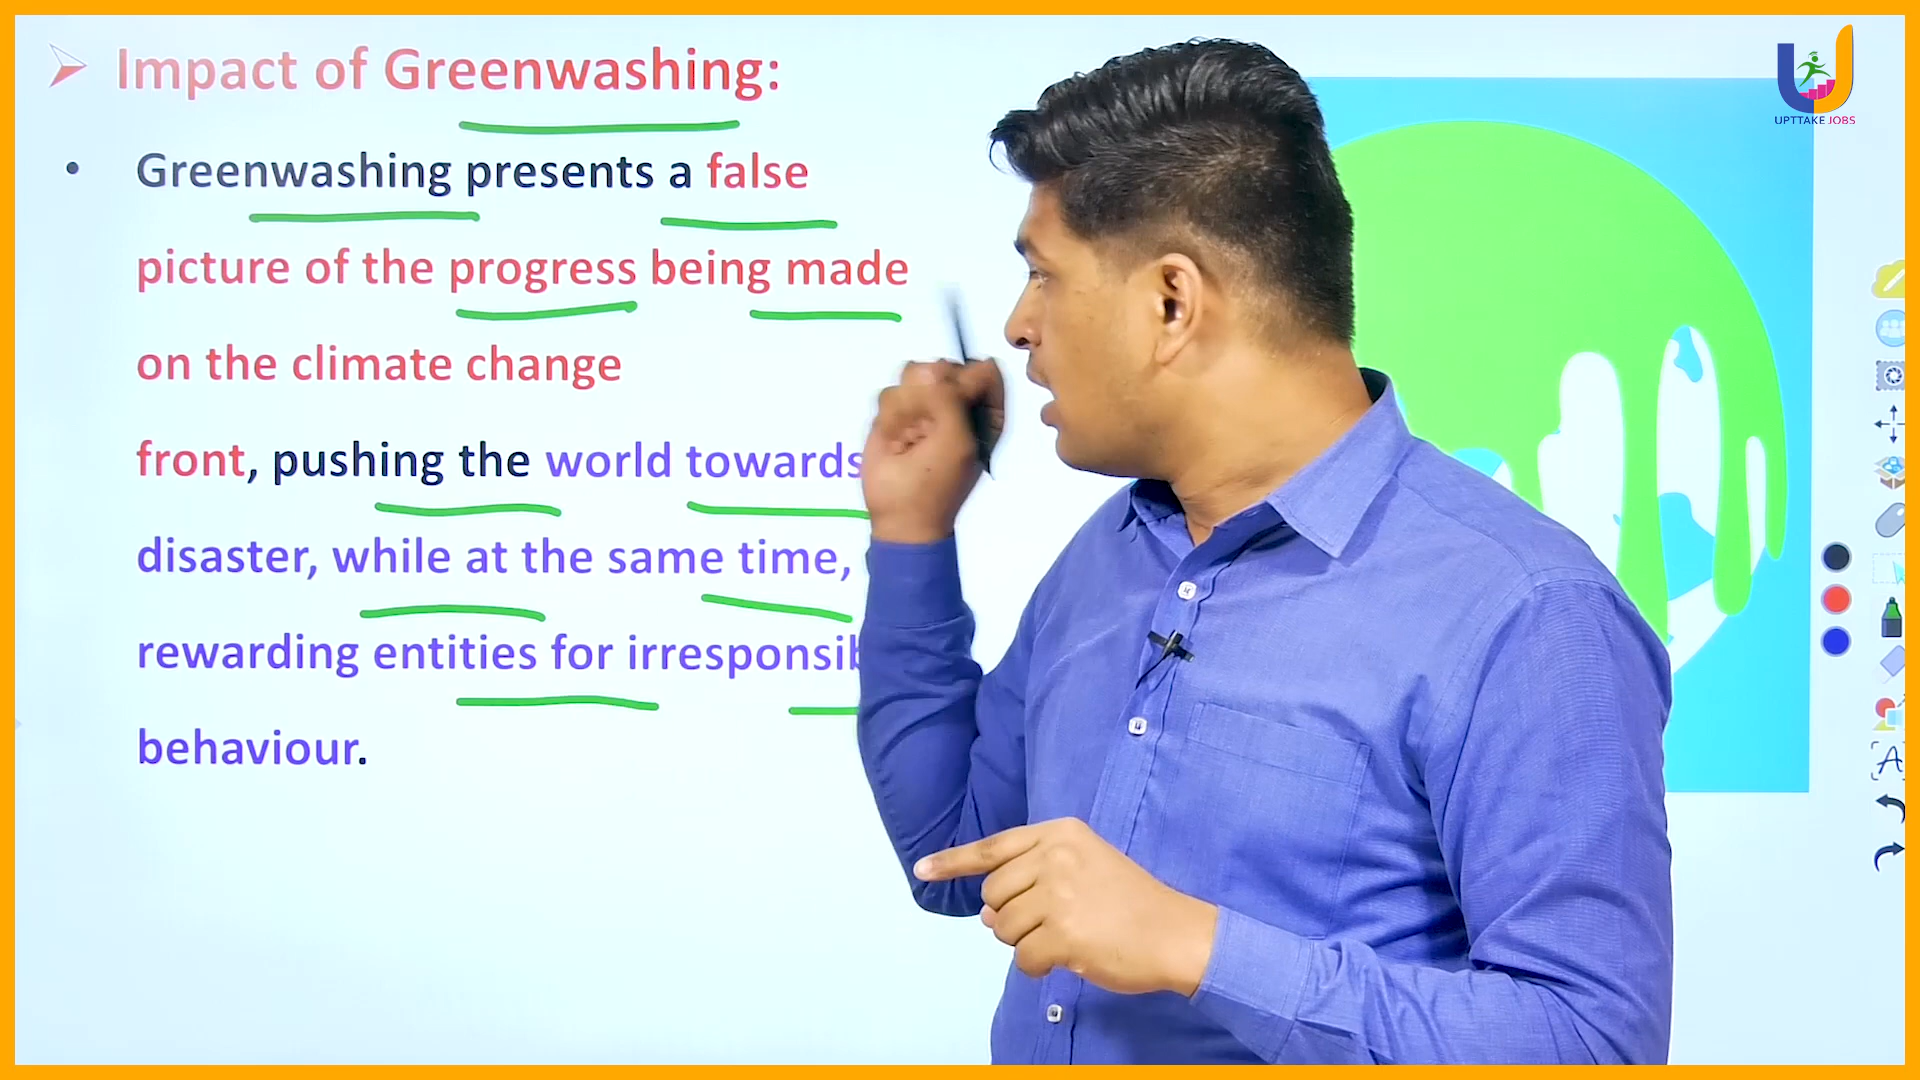 Impact of Greenwashing:
• Greenwashing presents a false
picture of the progress being made
on the climate change
front, pushing the world towards
disaster, while at the same time,
rewarding entities for
behaviour.
UPTTAKE JOBS
A